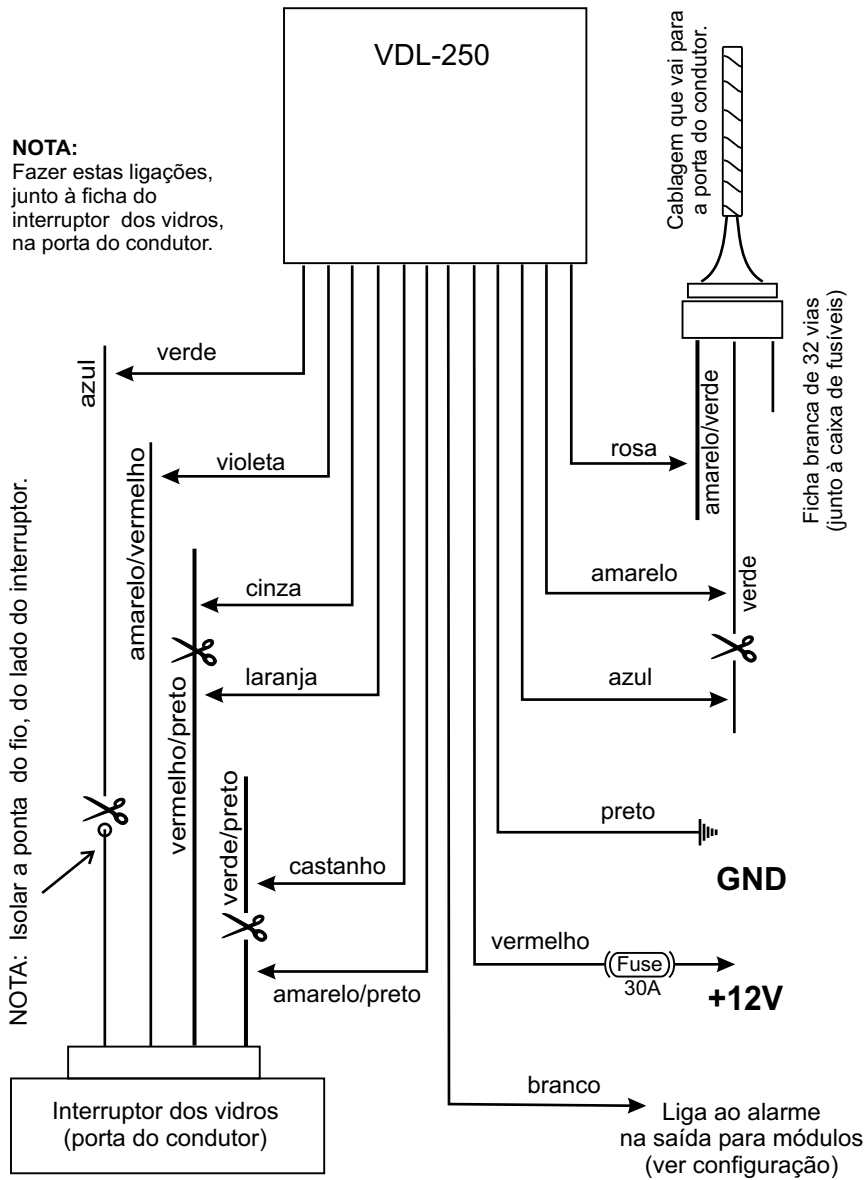 VDL-250
NOTA:
Fazer estas ligações,
junto à ficha do
interruptor dos vidros,
na porta do condutor.
Cablagem que vai para
a porta do condutor.
Ficha branca de 32 vias
(junto à caixa de fusíveis)
azul
verde
violeta
amarelo/vermelho
cinza
laranja
vermelho/preto
verde/preto
castanho
amarelo/preto
NOTA: Isolar a ponta do fio, do lado do interruptor.
rosa
amarelo/verde
amarelo
verde
azul
preto
GND
vermelho
Fuse
30A
+12V
branco
Liga ao alarme
na saída para módulos
(ver configuração)
Interruptor dos vidros
(porta do condutor)